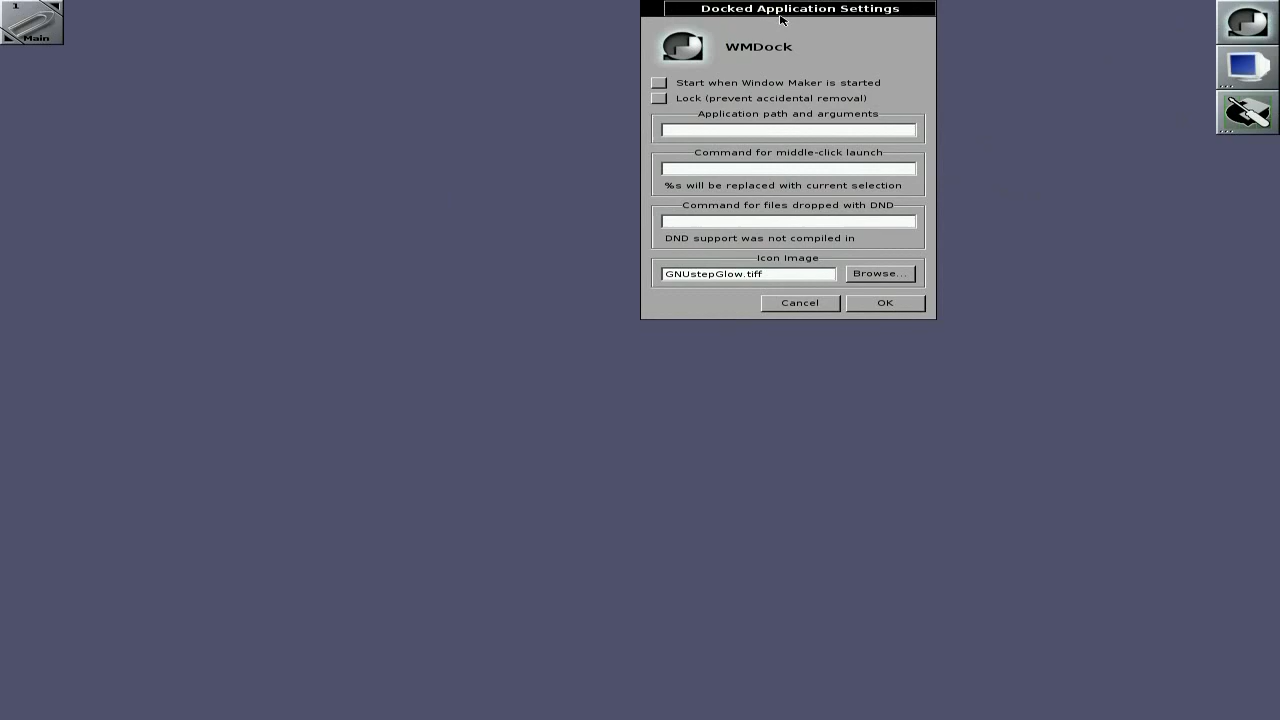 1
Main
Docked Application Settings
WMDock
Start when Window Maker is started
Lock (prevent accidental removal)
Application path and arguments
Command for middle-click launch
%s will be replaced with current selection
Command for files dropped with DND
DND support was not compiled in
Icon Image
GNUstepGlow.tiff
Browse...
Cancel
OK